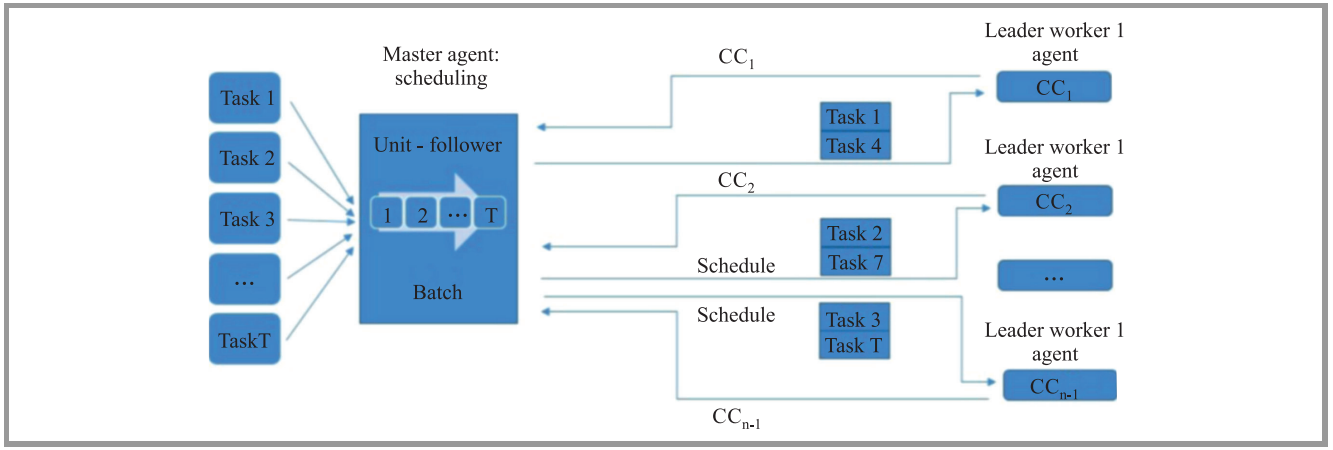 Task 1
Task 2
Task 3
...
TaskT
Master agent:
scheduling
Unit - follower
1 2 ... T
Batch
CC₁
Task 1
Task 4
CC₂
Task 2
Task 7
Schedule
Schedule
Task 3
Task T
CCₙ₋₁
Leader worker 1
agent
CC₁
Leader worker 1
agent
CC₂
...
Leader worker 1
agent
CCₙ₋₁